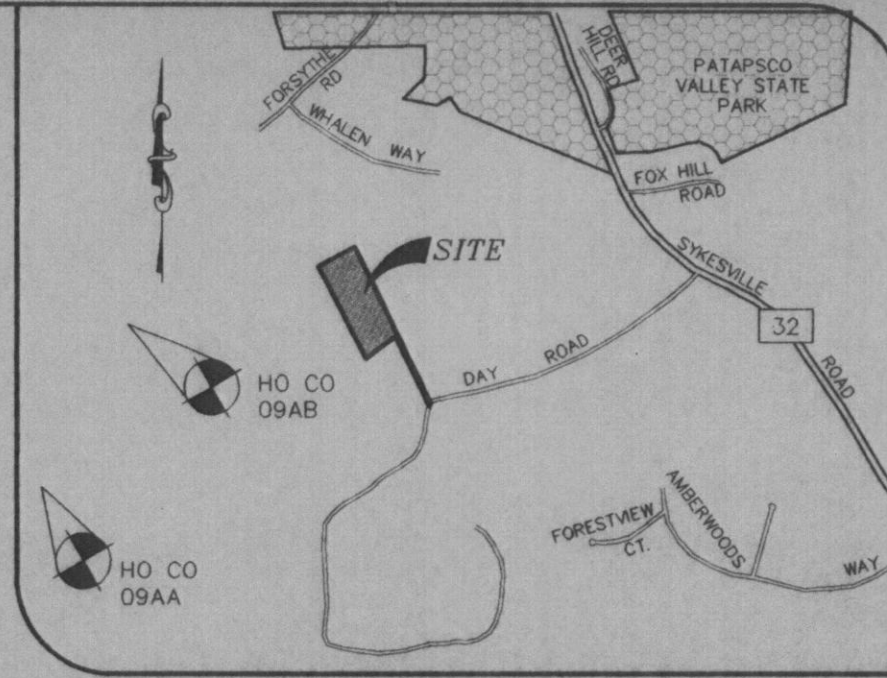 DEER
HILL RD
PATAPSCO
VALLEY STATE
PARK
FORSYTHE
RD
WHALEN WAY
FOX HILL
ROAD
SITE
SYKESVILLE
ROAD
32
DAY ROAD
HO CO
09AB
FORESTVIEW
CT.
AMBERWOODS
WAY
HO CO
09AA